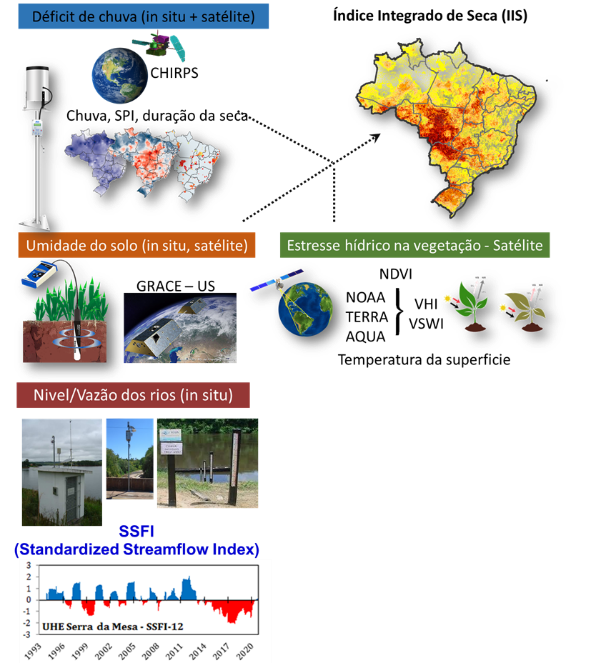 Déficit de chuva (in situ + satélite)
Índice Integrado de Seca (IIS)
CHIRPS
Chuva, SPI, duração da seca
Umidade do solo (in situ, satélite)
Estresse hídrico na vegetação - Satélite
GRACE – US
NDVI
NOAA
TERRA
AQUA
VHI
VSWI
Temperatura da superficie
Nivel/Vazão dos rios (in situ)
SSFI
(Standardized Streamflow Index)
3
2
1
0
-1
-2
-3
UHE Serra da Mesa - SSFI-12
1993
1996
1999
2002
2005
2008
2011
2014
2017
2020